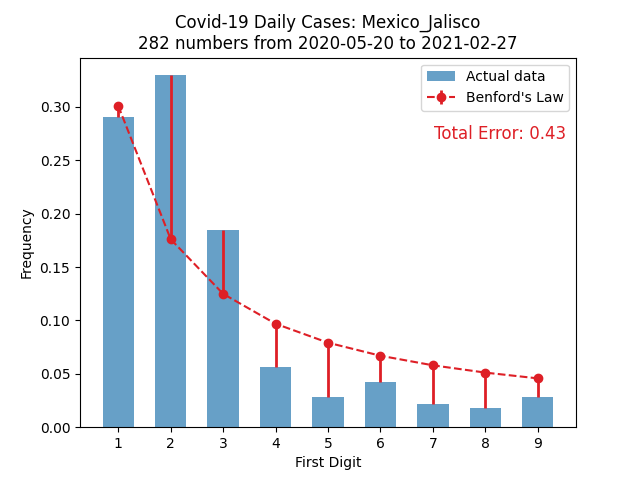 Covid-19 Daily Cases: Mexico_Jalisco
282 numbers from 2020-05-20 to 2021-02-27
Actual data
Benford's Law
Total Error: 0.43
Frequency
0.30
0.25
0.20
0.15
0.10
0.05
0.00
1 2 3 4 5 6 7 8 9
First Digit